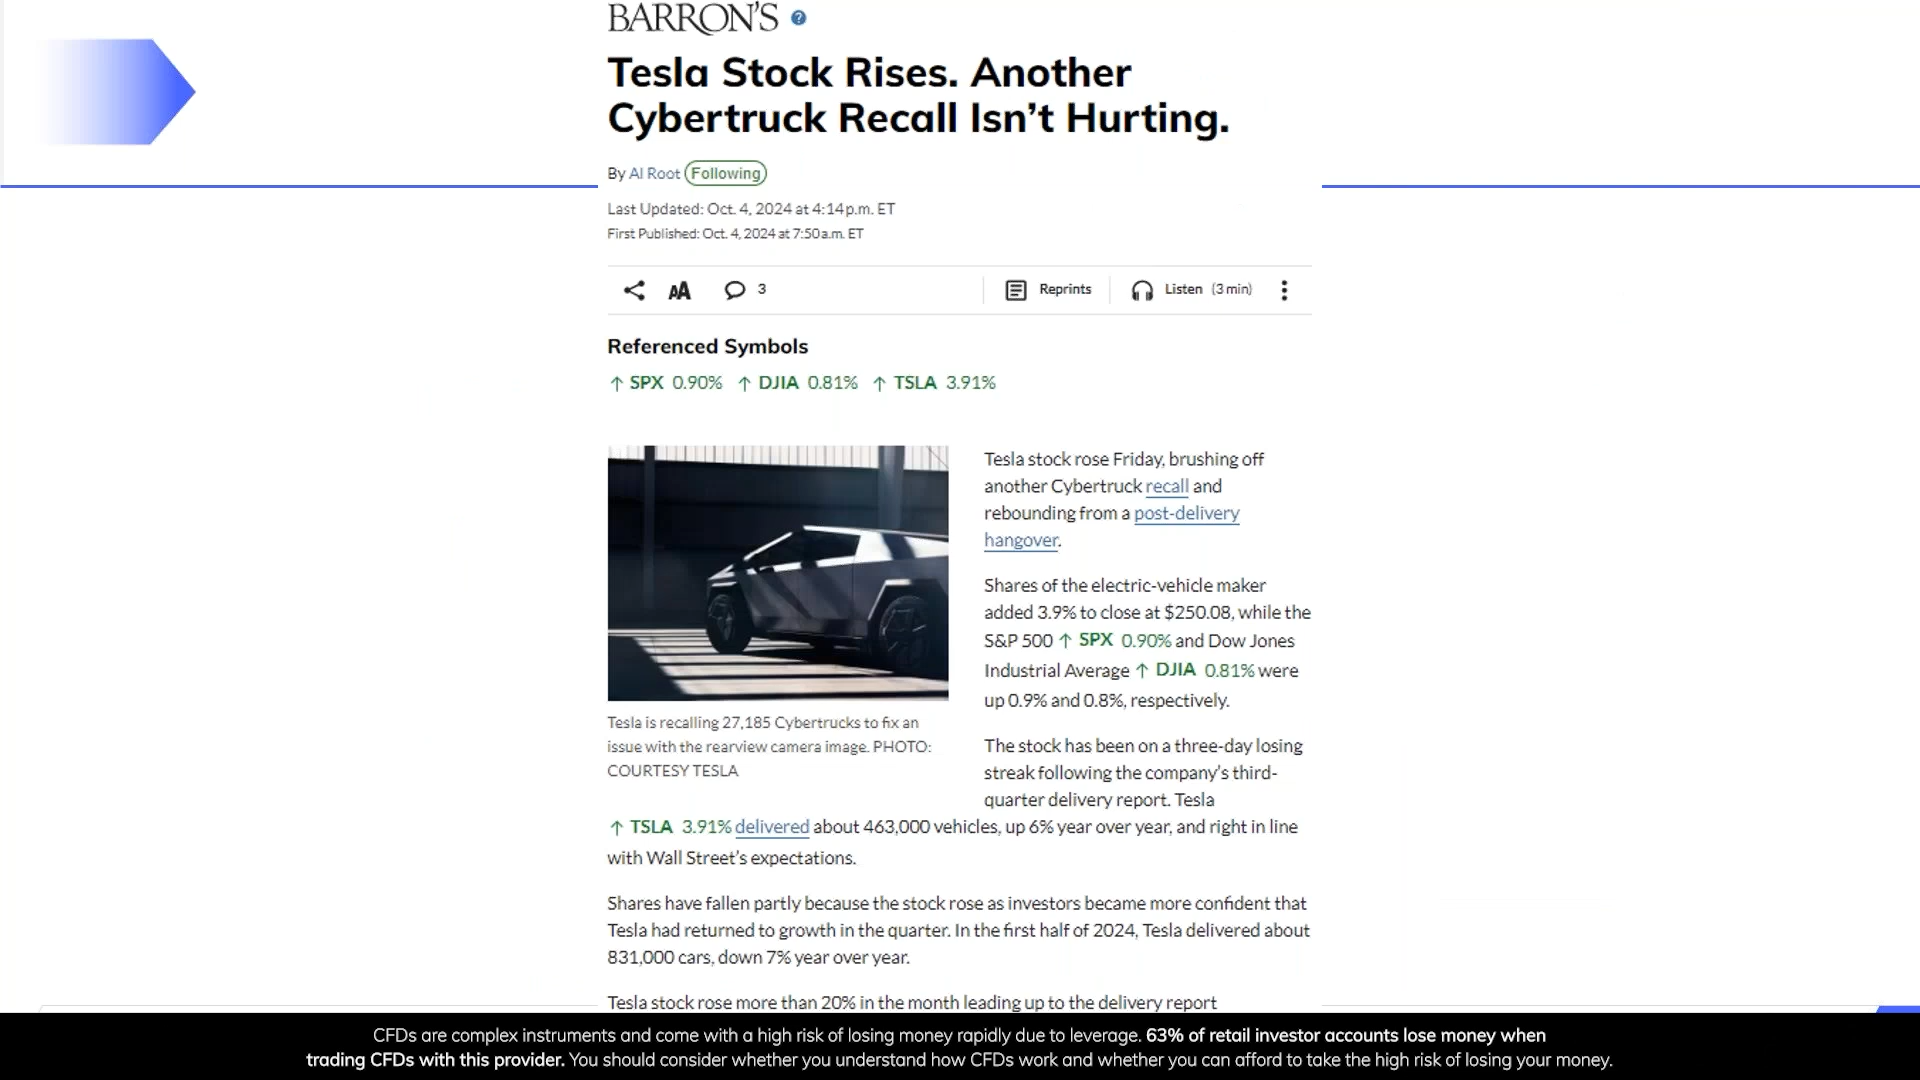 BARRON'S
Tesla Stock Rises. Another
Cybertruck Recall Isn't Hurting.
By Al Root Following
Last Updated: Oct. 4, 2024 at 4:14 p.m. ET
First Published: Oct. 4, 2024 at 7:50 a.m. ET
AA 3 Reprints Listen (3 min)
Referenced Symbols
↑ SPX 0.90% ↑ DJIA 0.81% ↑ TSLA 3.91%
Tesla stock rose Friday, brushing off
another Cybertruck recall and
rebounding from a post-delivery
hangover.
Shares of the electric-vehicle maker
added 3.9% to close at $250.08, while the
S&P 500 ↑ SPX 0.90% and Dow Jones
Industrial Average ↑ DJIA 0.81% were
up 0.9% and 0.8%, respectively.
Tesla is recalling 27,185 Cybertrucks to fix an
issue with the rearview camera image. PHOTO:
COURTESY TESLA
The stock has been on a three-day losing
streak following the company's third-
quarter delivery report. Tesla
↑ TSLA 3.91% delivered about 463,000 vehicles, up 6% year over year, and right in line
with Wall Street's expectations.
Shares have fallen partly because the stock rose as investors became more confident that
Tesla had returned to growth in the quarter. In the first half of 2024, Tesla delivered about
831,000 cars, down 7% year over year.
Tesla stock rose more than 20% in the month leading up to the delivery report
CFDs are complex instruments and come with a high risk of losing money rapidly due to leverage. 63% of retail investor accounts lose money when
trading CFDs with this provider. You should consider whether you understand how CFDs work and whether you can afford to take the high risk of losing your money.